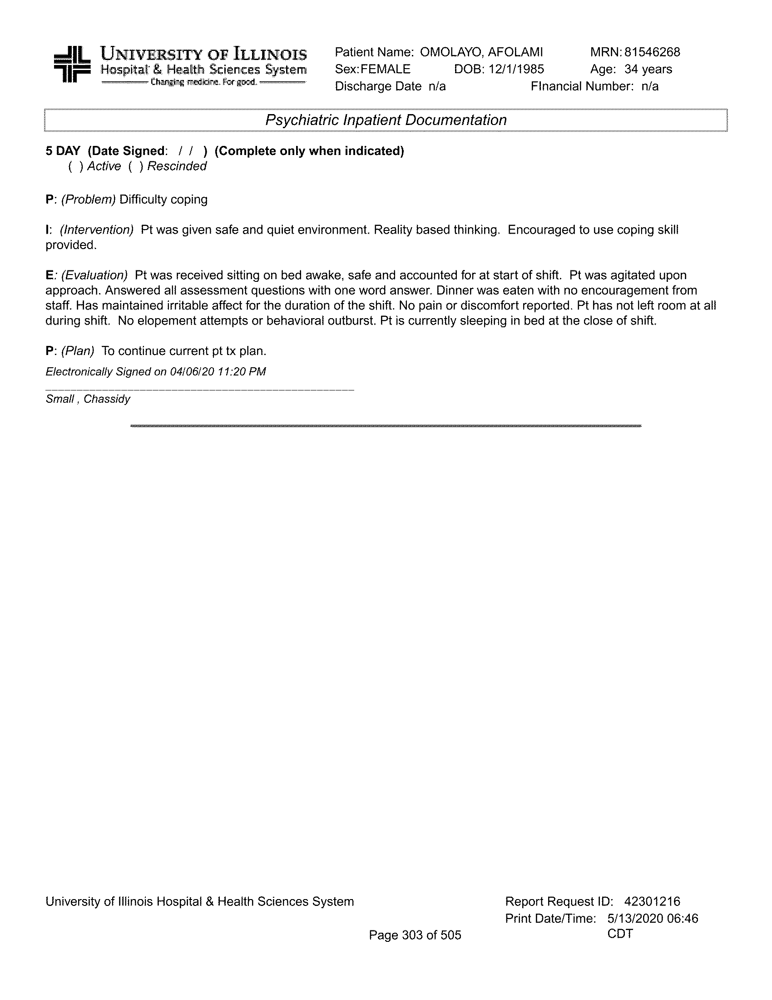 UNIVERSITY OF ILLINOIS
Hospital & Health Sciences System
Changing medicine. For good.
Patient Name: OMOLAYO, AFOLAMI MRN: 81546268
Sex: FEMALE DOB: 12/1/1985 Age: 34 years
Discharge Date n/a FInancial Number: n/a
Psychiatric Inpatient Documentation
5 DAY (Date Signed: / / ) (Complete only when indicated)
( ) Active ( ) Rescinded
P: (Problem) Difficulty coping
I: (Intervention) Pt was given safe and quiet environment. Reality based thinking. Encouraged to use coping skill
provided.
E: (Evaluation) Pt was received sitting on bed awake, safe and accounted for at start of shift. Pt was agitated upon
approach. Answered all assessment questions with one word answer. Dinner was eaten with no encouragement from
staff. Has maintained irritable affect for the duration of the shift. No pain or discomfort reported. Pt has not left room at all
during shift. No elopement attempts or behavioral outburst. Pt is currently sleeping in bed at the close of shift.
P: (Plan) To continue current pt tx plan.
Electronically Signed on 04/06/20 11:20 PM
Small , Chassidy
University of Illinois Hospital & Health Sciences System Report Request ID: 42301216
Print Date/Time: 5/13/2020 06:46
Page 303 of 505 CDT